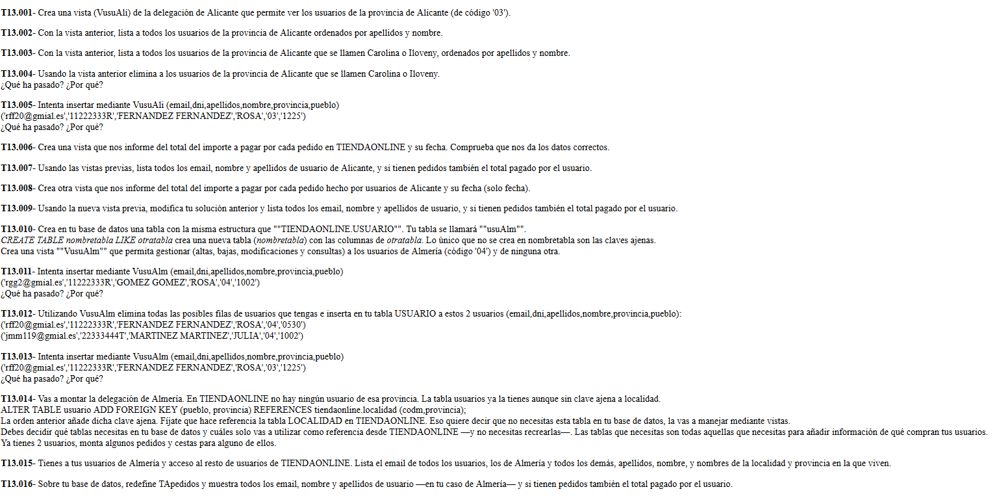 T13.001- Crea una vista (VusuAli) de la delegación de Alicante que permite ver los usuarios de la provincia de Alicante (de código '03').
T13.002- Con la vista anterior, lista a todos los usuarios de la provincia de Alicante ordenados por apellidos y nombre.
T13.003- Con la vista anterior, lista a todos los usuarios de la provincia de Alicante que se llamen Carolina o Iloveny, ordenados por apellidos y nombre.
T13.004- Usando la vista anterior elimina a los usuarios de la provincia de Alicante que se llamen Carolina o Iloveny.
¿Qué ha pasado? ¿Por qué?
T13.005- Intenta insertar mediante VusuAli (email,dni,apellidos,nombre,provincia,pueblo)
('rff20@gmial.es','11222333R','FERNANDEZ FERNANDEZ','ROSA','03','1225')
¿Qué ha pasado? ¿Por qué?
T13.006- Crea una vista que nos informe del total del importe a pagar por cada pedido en TIENDAONLINE y su fecha. Comprueba que nos da los datos correctos.
T13.007- Usando las vistas previas, lista todos los email, nombre y apellidos de usuario de Alicante, y si tienen pedidos también el total pagado por el usuario.
T13.008- Crea otra vista que nos informe del total del importe a pagar por cada pedido hecho por usuarios de Alicante y su fecha (solo fecha).
T13.009- Usando la nueva vista previa, modifica tu solución anterior y lista todos los email, nombre y apellidos de usuario, y si tienen pedidos también el total pagado por el usuario.
T13.010- Crea en tu base de datos una tabla con la misma estructura que ""TIENDAONLINE.USUARIO"". Tu tabla se llamará ""usuAlm"".
CREATE TABLE nombretabla LIKE otratabla crea una nueva tabla (nombretabla) con las columnas de otratabla. Lo único que no se crea en nombretabla son las claves ajenas.
Crea una vista ""VusuAlm"" que permita gestionar (altas, bajas, modificaciones y consultas) a los usuarios de Almería (código '04') y de ninguna otra.
T13.011- Intenta insertar mediante VusuAlm (email,dni,apellidos,nombre,provincia,pueblo)
('rgg2@gmial.es','11222333R','GOMEZ GOMEZ','ROSA','04','1002')
¿Qué ha pasado? ¿Por qué?
T13.012- Utilizando VusuAlm elimina todas las posibles filas de usuarios que tengas e inserta en tu tabla USUARIO a estos 2 usuarios (email,dni,apellidos,nombre,provincia,pueblo):
('rff20@gmial.es','11222333R','FERNANDEZ FERNANDEZ','ROSA','04','0530')
('jmm119@gmial.es','22333444T','MARTINEZ MARTINEZ','JULIA','04','1002')
T13.013- Intenta insertar mediante VusuAlm (email,dni,apellidos,nombre,provincia,pueblo)
('rff20@gmial.es','11222333R','FERNANDEZ FERNANDEZ','ROSA','03','1225')
¿Qué ha pasado? ¿Por qué?
T13.014- Vas a montar la delegación de Almería. En TIENDAONLINE no hay ningún usuario de esa provincia. La tabla usuarios ya la tienes aunque sin clave ajena a localidad.
ALTER TABLE usuario ADD FOREIGN KEY (pueblo, provincia) REFERENCES tiendaonline.localidad (codm,provincia);
La orden anterior añade dicha clave ajena. Fíjate que hace referencia la tabla LOCALIDAD en TIENDAONLINE. Eso quiere decir que no necesitas esta tabla en tu base de datos, la vas a manejar mediante vistas.
Debes decidir qué tablas necesitas en tu base de datos y cuáles solo vas a utilizar como referencia desde TIENDAONLINE —y no necesitas recrearlas—. Las tablas que necesitas son todas aquellas que necesitas para añadir información de qué compran tus usuarios.
Ya tienes 2 usuarios, monta algunos pedidos y cestas para alguno de ellos.
T13.015- Tienes a tus usuarios de Almería y acceso al resto de usuarios de TIENDAONLINE. Lista el email de todos los usuarios, los de Almería y todos los demás, apellidos, nombre, y nombres de la localidad y provincia en la que viven.
T13.016- Sobre tu base de datos, redefine TApedidos y muestra todos los email, nombre y apellidos de usuario —en tu caso de Almería— y si tienen pedidos también el total pagado por el usuario.